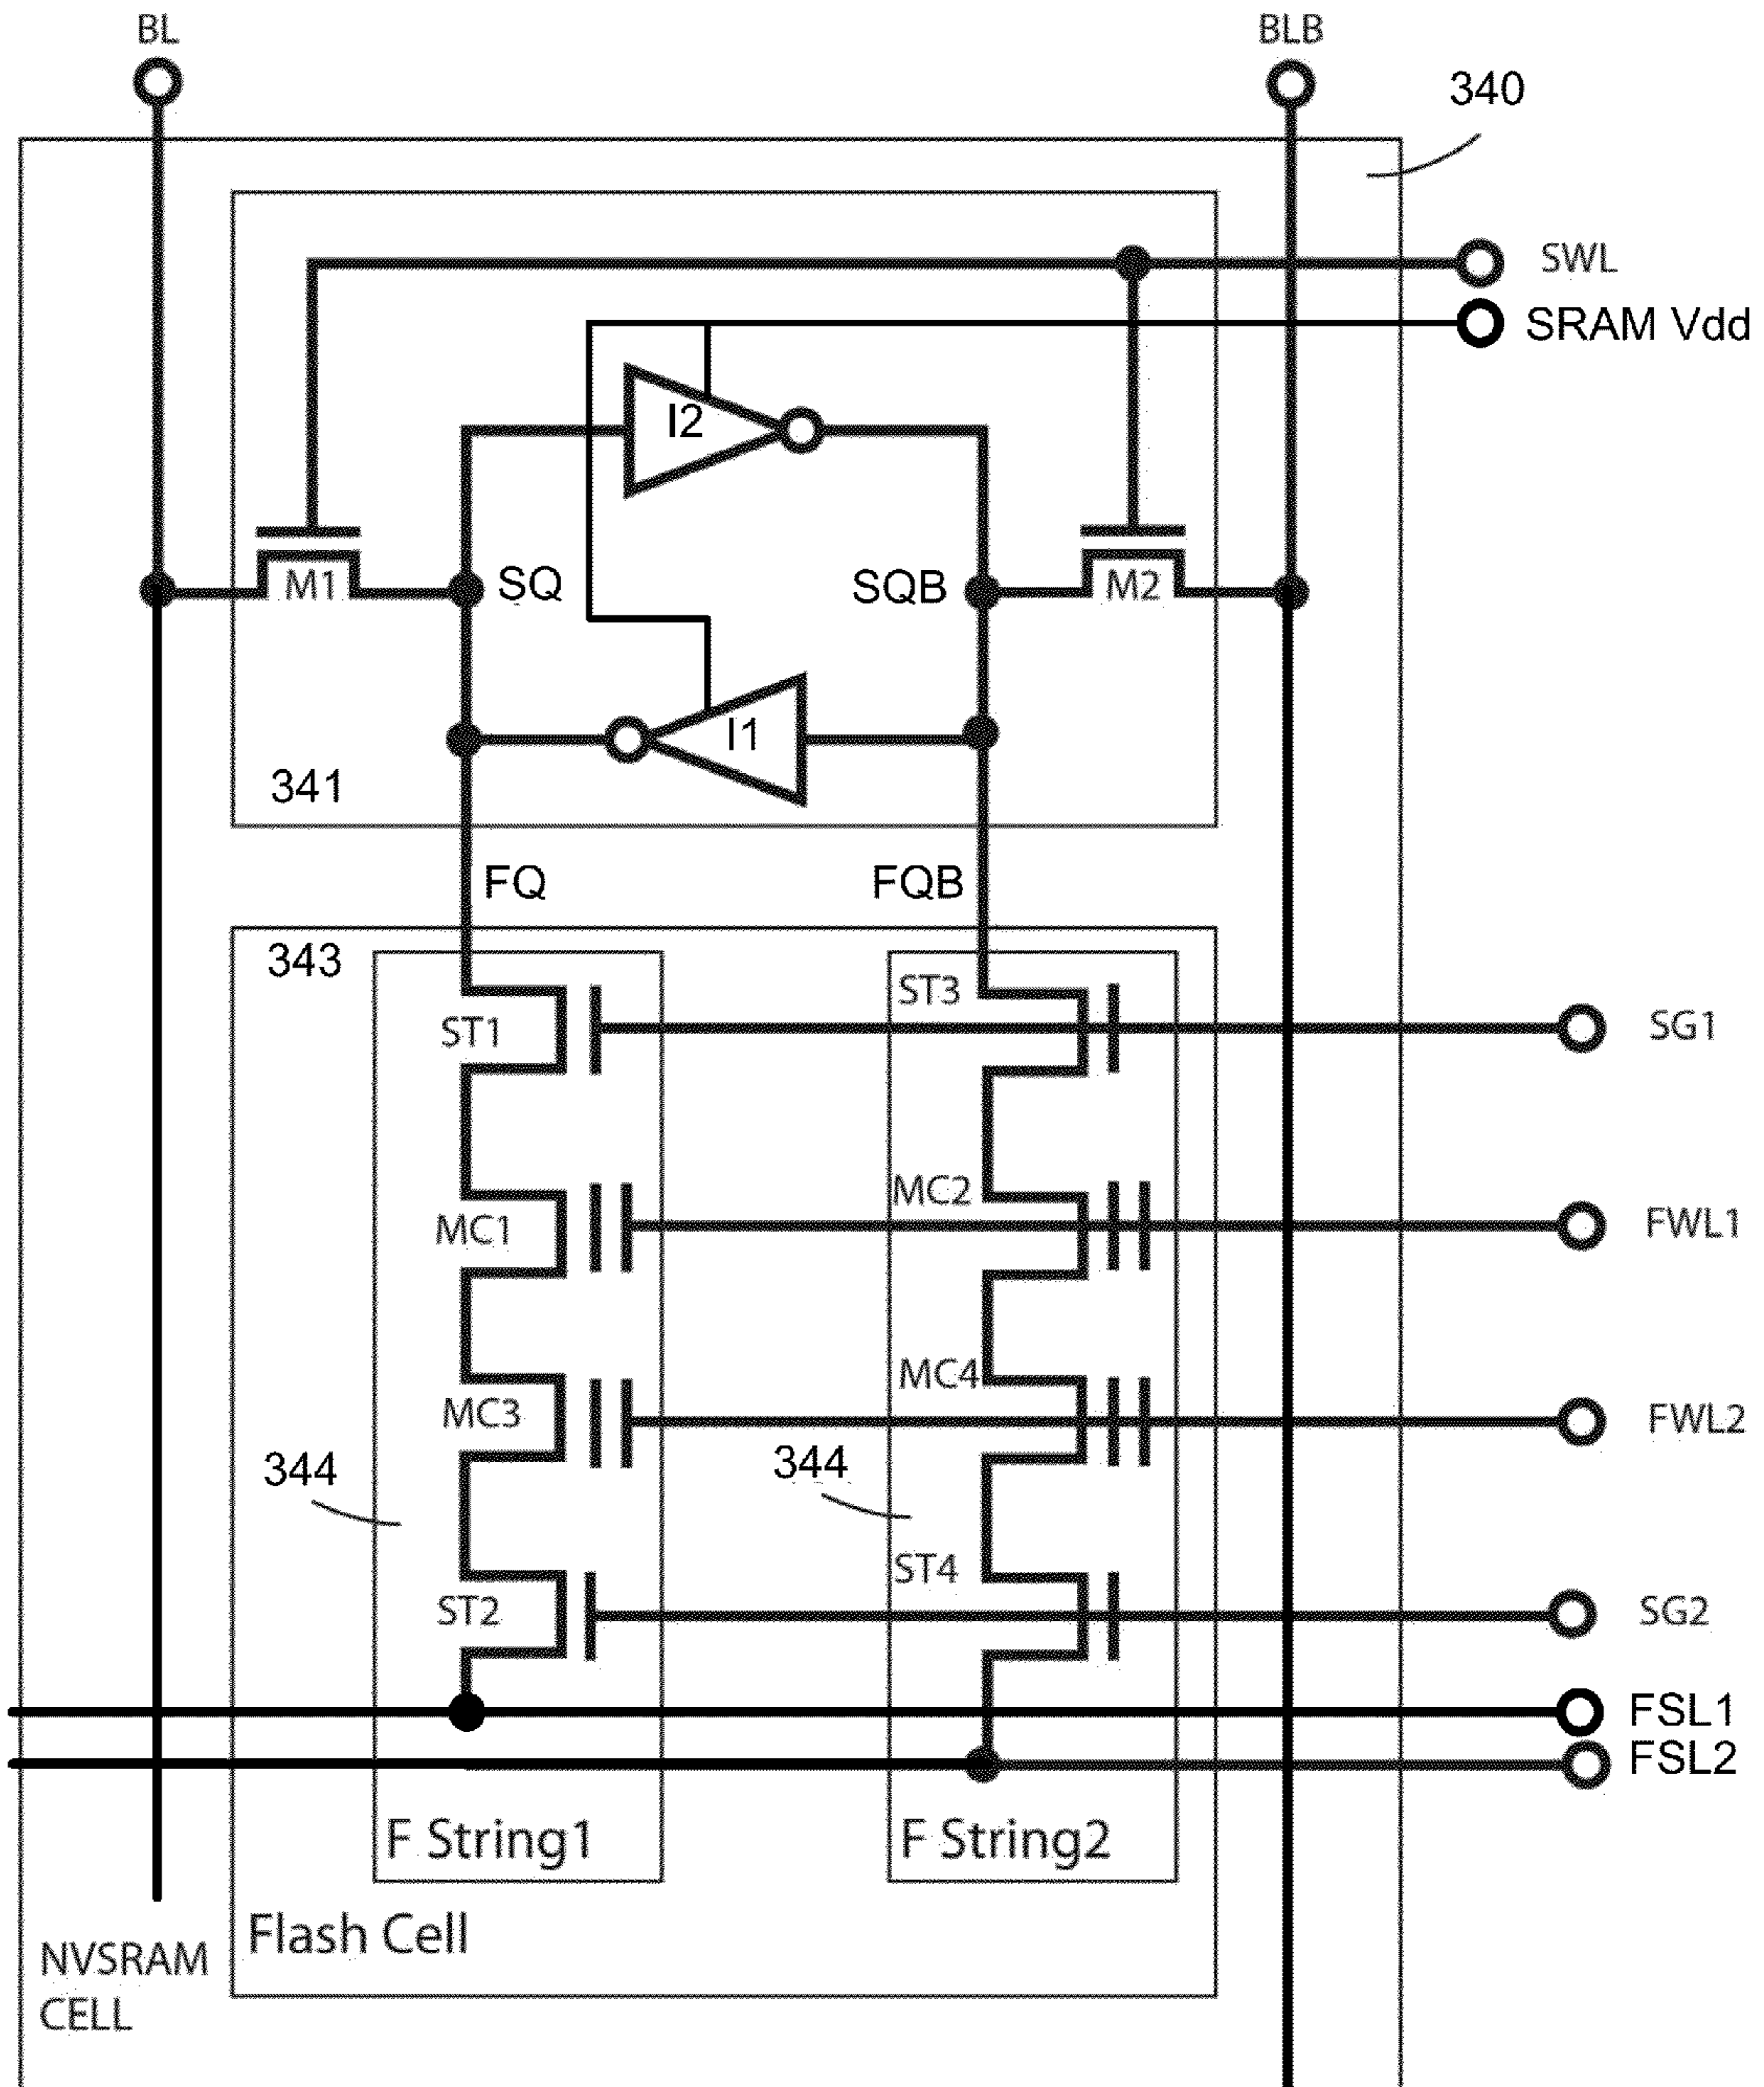 BL
BLB
340
SWL
SRAM Vdd
I2
M1
SQ
SQB
M2
I1
341
FQ
FQB
343
ST1
ST3
SG1
MC1
MC2
FWL1
MC3
MC4
FWL2
344
344
ST2
ST4
SG2
FSL1
FSL2
F String1
F String2
Flash Cell
NVSRAM
CELL